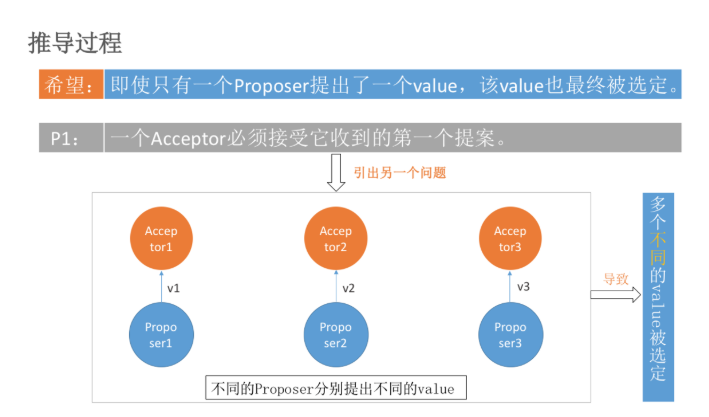 推导过程
希望：
即使只有一个Proposer提出了一个value，该value也最终被选定。
P1：
一个Acceptor必须接受它收到的第一个提案。
引出另一个问题
Accep
tor1
Accep
tor2
Accep
tor3
v1
v2
v3
Propo
ser1
Propo
ser2
Propo
ser3
不同的Proposer分别提出不同的value
导致
多个不同的value被选定